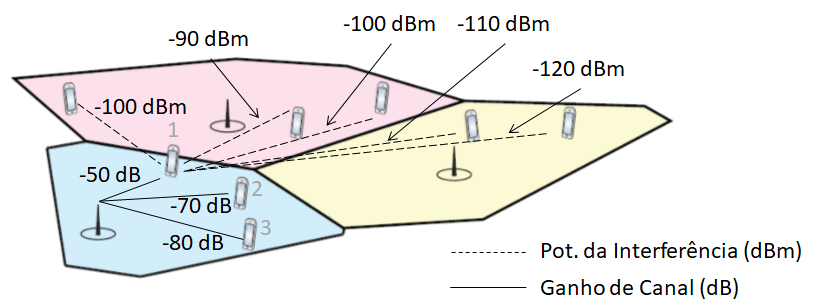 -100 dBm
-110 dBm
-90 dBm
-120 dBm
-100 dBm
1
-50 dB
2
-70 dB
3
-80 dB
Pot. da Interferência (dBm)
Ganho de Canal (dB)